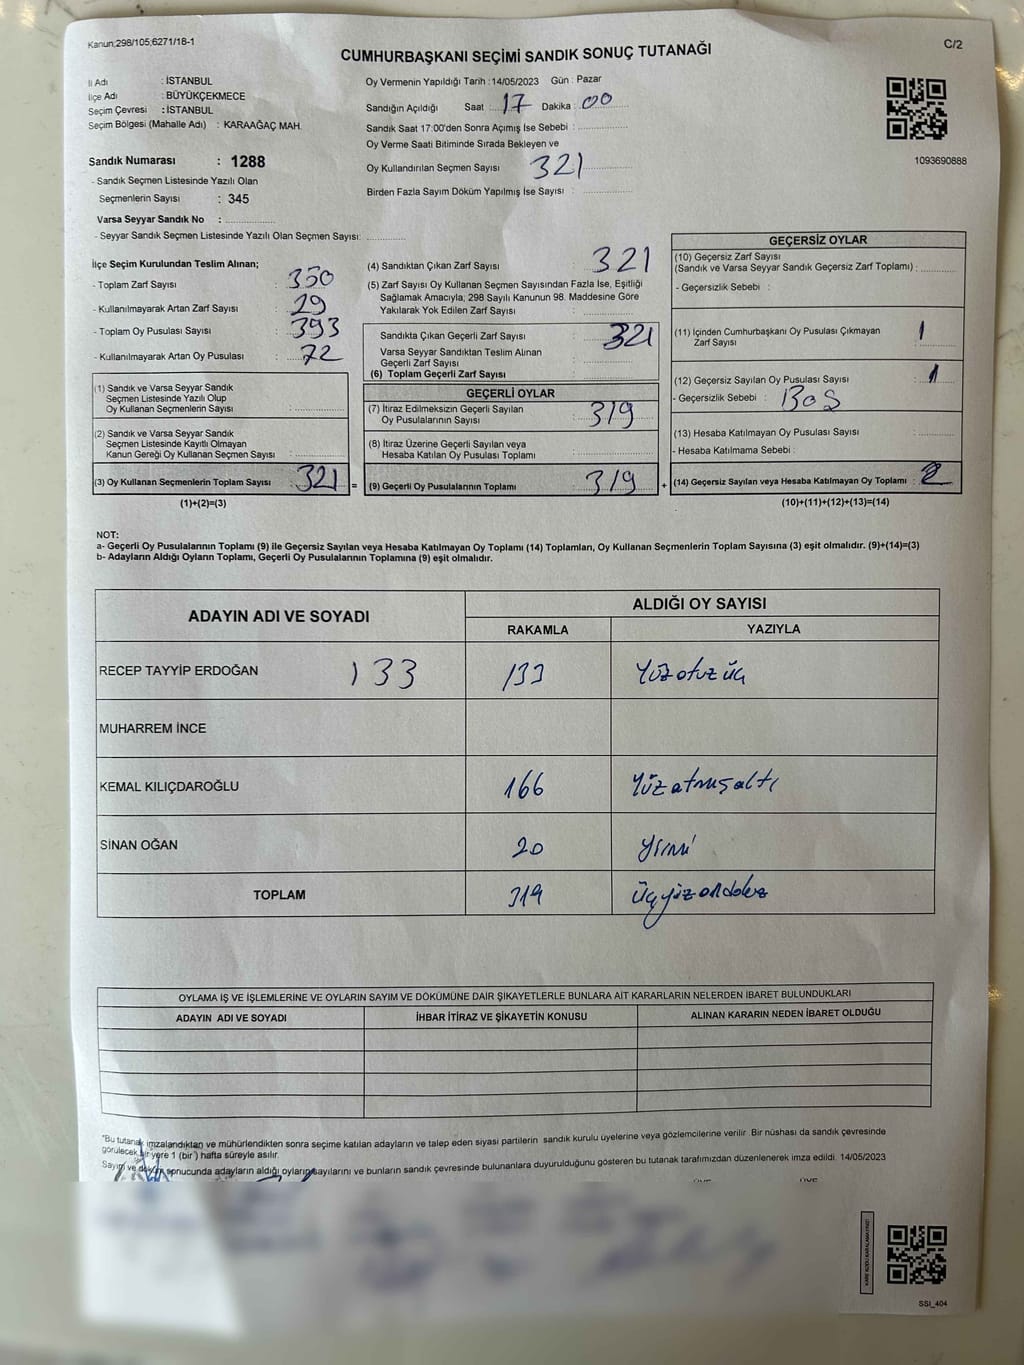 Kanun;298/105;6271/18-1
C/2
CUMHURBAŞKANI SEÇİMİ SANDIK SONUÇ TUTANAĞI
İli Adı : İSTANBUL
İlçe Adı : BÜYÜKÇEKMECE
Seçim Çevresi : İSTANBUL
Seçim Bölgesi (Mahalle Adı) : KARAAĞAÇ MAH.
Sandık Numarası : 1288
- Sandık Seçmen Listesinde Yazılı Olan
Seçmenlerin Sayısı : 345
Varsa Seyyar Sandık No :
- Seyyar Sandık Seçmen Listesinde Yazılı Olan Seçmen Sayısı:
Oy Vermenin Yapıldığı Tarih : 14/05/2023 Gün : Pazar
Sandığın Açıldığı Saat : 17 Dakika : 00
Sandık Saat 17:00'den Sonra Açımış İse Sebebi :
Oy Verme Saati Bitiminde Sırada Bekleyen ve
Oy Kullandırılan Seçmen Sayısı 321
Birden Fazla Sayım Döküm Yapılmış İse Sayısı :
1093690888
İlçe Seçim Kurulundan Teslim Alınan;
- Toplam Zarf Sayısı : 350
- Kullanılmayarak Artan Zarf Sayısı : 29
- Toplam Oy Pusulası Sayısı : 393
- Kullanılmayarak Artan Oy Pusulası : 72
(1) Sandık ve Varsa Seyyar Sandık
Seçmen Listesinde Yazılı Olup
Oy Kullanan Seçmenlerin Sayısı :
(2) Sandık ve Varsa Seyyar Sandık
Seçmen Listesinde Kayıtlı Olmayan
Kanun Gereği Oy Kullanan Seçmen Sayısı :
(3) Oy Kullanan Seçmenlerin Toplam Sayısı : 321 =
(1)+(2)=(3)
(4) Sandıktan Çıkan Zarf Sayısı : 321
(5) Zarf Sayısı Oy Kullanan Seçmen Sayısından Fazla İse, Eşitliği
Sağlamak Amacıyla; 298 Sayılı Kanunun 98. Maddesine Göre
Yakılarak Yok Edilen Zarf Sayısı :
Sandıkta Çıkan Geçerli Zarf Sayısı : 321
Varsa Seyyar Sandıktan Teslim Alınan
Geçerli Zarf Sayısı :
(6) Toplam Geçerli Zarf Sayısı :
GEÇERLİ OYLAR
(7) İtiraz Edilmeksizin Geçerli Sayılan
Oy Pusulalarının Sayısı : 319
(8) İtiraz Üzerine Geçerli Sayılan veya
Hesaba Katılan Oy Pusulası Toplamı :
(9) Geçerli Oy Pusulalarının Toplamı : 319 +
GEÇERSİZ OYLAR
(10) Geçersiz Zarf Sayısı
(Sandık ve Varsa Seyyar Sandık Geçersiz Zarf Toplamı) :
- Geçersizlik Sebebi :
(11) İçinden Cumhurbaşkanı Oy Pusulası Çıkmayan
Zarf Sayısı : 1
(12) Geçersiz Sayılan Oy Pusulası Sayısı : 1
- Geçersizlik Sebebi : BOŞ
(13) Hesaba Katılmayan Oy Pusulası Sayısı :
- Hesaba Katılmama Sebebi :
(14) Geçersiz Sayılan veya Hesaba Katılmayan Oy Toplamı : 2
(10)+(11)+(12)+(13)=(14)
NOT:
a- Geçerli Oy Pusulalarının Toplamı (9) ile Geçersiz Sayılan veya Hesaba Katılmayan Oy Toplamı (14) Toplamları, Oy Kullanan Seçmenlerin Toplam Sayısına (3) eşit olmalıdır. (9)+(14)=(3)
b- Adayların Aldığı Oyların Toplamı, Geçerli Oy Pusulalarının Toplamına (9) eşit olmalıdır.
ADAYIN ADI VE SOYADI
ALDIĞI OY SAYISI
RAKAMLA YAZIYLA
RECEP TAYYİP ERDOĞAN 133 133 Yüzotuzüç
MUHARREM İNCE
KEMAL KILIÇDAROĞLU 166 Yüzatmışaltı
SİNAN OĞAN 20 Yirmi
TOPLAM 319 Üçyüzondokuz
OYLAMA İŞ VE İŞLEMLERİNE VE OYLARIN SAYIM VE DÖKÜMÜNE DAİR ŞİKAYETLERLE BUNLARA AİT KARARLARIN NELERDEN İBARET BULUNDUKLARI
ADAYIN ADI VE SOYADI İHBAR İTİRAZ VE ŞİKAYETİN KONUSU ALINAN KARARIN NEDEN İBARET OLDUĞU
"Bu tutanak imzalandıktan ve mühürlendikten sonra seçime katılan adayların ve talep eden siyasi partilerin sandık kurulu üyelerine veya gözlemcilerine verilir. Bir nüshası da sandık çevresinde
görülecek bir yere 1 (bir) hafta süreyle asılır.
Sayım ve döküm sonucunda adayların aldığı oyların sayılarını ve bunların sandık çevresinde bulunanlara duyurulduğunu gösteren bu tutanak tarafımızdan düzenlenerek imza edildi. 14/05/2023
SSI_404